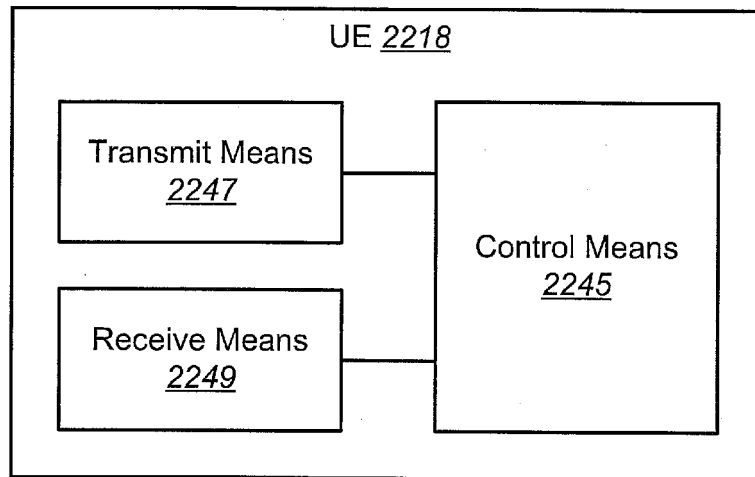 UE 2218
Transmit Means
2247
Control Means
2245
Receive Means
2249